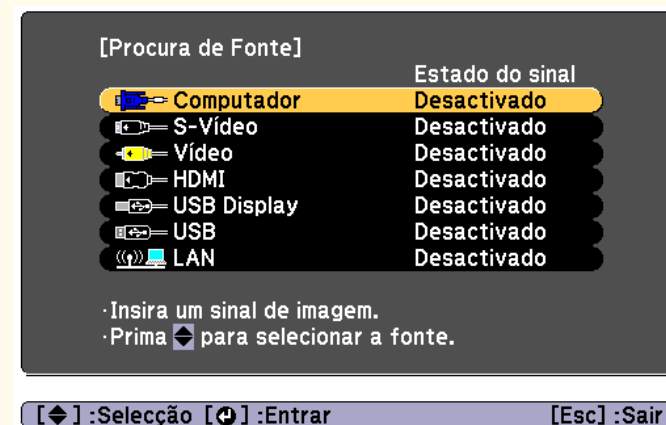 [Procura de Fonte]
Estado do sinal
Computador Desactivado
S-Vídeo Desactivado
Vídeo Desactivado
HDMI Desactivado
USB Display Desactivado
USB Desactivado
LAN Desactivado
·Insira um sinal de imagem.
·Prima para selecionar a fonte.
[ ] :Selecção [ ] :Entrar [Esc] :Sair